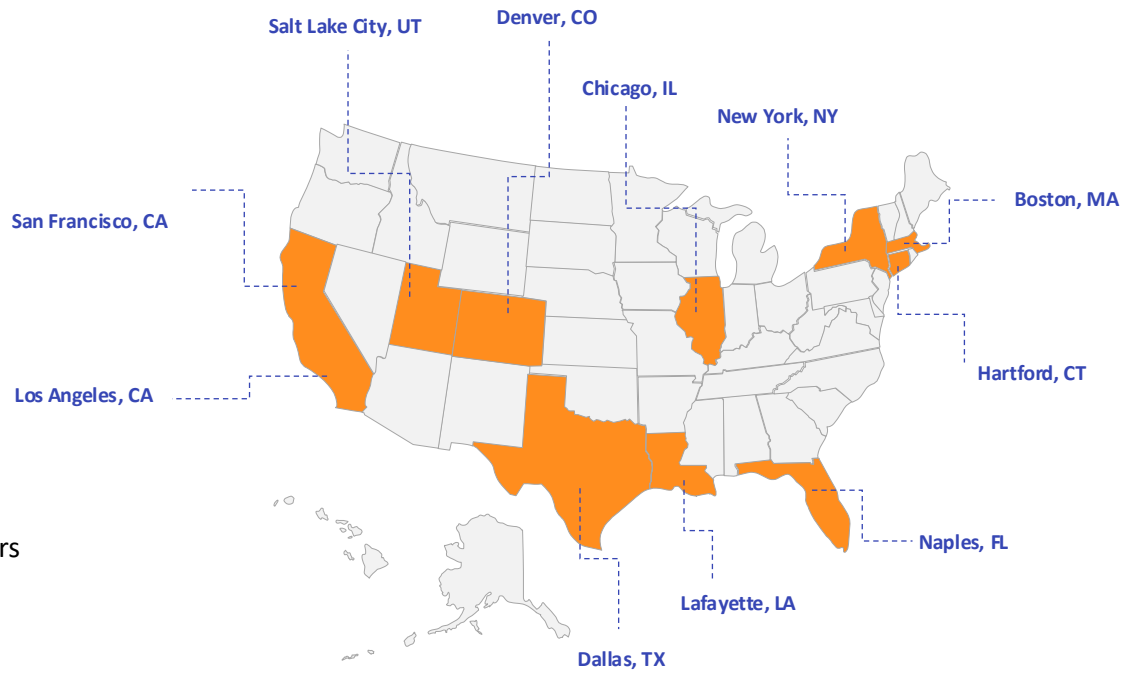 Denver, CO
Salt Lake City, UT
Chicago, IL
New York, NY
Boston, MA
San Francisco, CA
Hartford, CT
Los Angeles, CA
Naples, FL
rs
Lafayette, LA
Dallas, TX